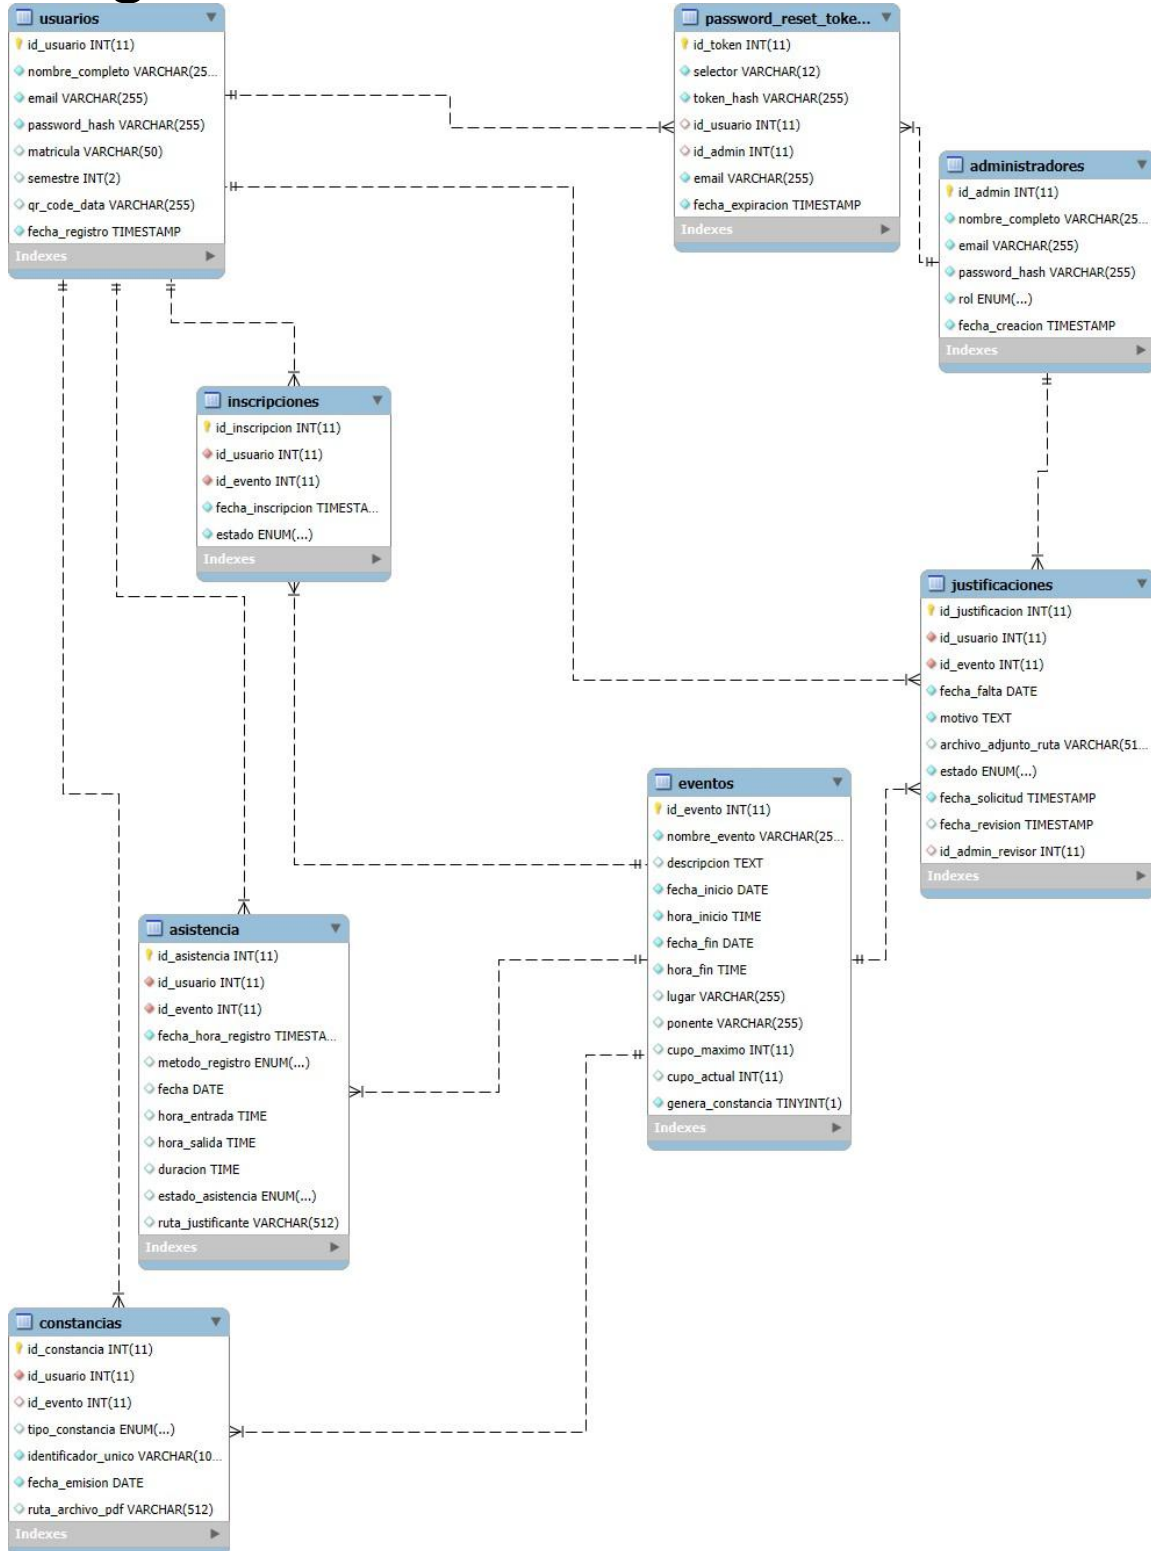 usuarios
id_usuario INT(11)
nombre_completo VARCHAR(25...
email VARCHAR(255)
password_hash VARCHAR(255)
matricula VARCHAR(50)
semestre INT(2)
qr_code_data VARCHAR(255)
fecha_registro TIMESTAMP
Indexes
password_reset_toke...
id_token INT(11)
selector VARCHAR(12)
token_hash VARCHAR(255)
id_usuario INT(11)
id_admin INT(11)
email VARCHAR(255)
fecha_expiracion TIMESTAMP
Indexes
administradores
id_admin INT(11)
nombre_completo VARCHAR(25...
email VARCHAR(255)
password_hash VARCHAR(255)
rol ENUM(...)
fecha_creacion TIMESTAMP
Indexes
inscripciones
id_inscripcion INT(11)
id_usuario INT(11)
id_evento INT(11)
fecha_inscripcion TIMESTA...
estado ENUM(...)
Indexes
justificaciones
id_justificacion INT(11)
id_usuario INT(11)
id_evento INT(11)
fecha_falta DATE
motivo TEXT
archivo_adjunto_ruta VARCHAR(51...
estado ENUM(...)
fecha_solicitud TIMESTAMP
fecha_revision TIMESTAMP
id_admin_revisor INT(11)
Indexes
eventos
id_evento INT(11)
nombre_evento VARCHAR(25...
descripcion TEXT
fecha_inicio DATE
hora_inicio TIME
fecha_fin DATE
hora_fin TIME
lugar VARCHAR(255)
ponente VARCHAR(255)
cupo_maximo INT(11)
cupo_actual INT(11)
genera_constancia TINYINT(1)
Indexes
asistencia
id_asistencia INT(11)
id_usuario INT(11)
id_evento INT(11)
fecha_hora_registro TIMESTA...
metodo_registro ENUM(...)
fecha DATE
hora_entrada TIME
hora_salida TIME
duracion TIME
estado_asistencia ENUM(...)
ruta_justificante VARCHAR(512)
Indexes
constancias
id_constancia INT(11)
id_usuario INT(11)
id_evento INT(11)
tipo_constancia ENUM(...)
identificador_unico VARCHAR(10...
fecha_emision DATE
ruta_archivo_pdf VARCHAR(512)
Indexes